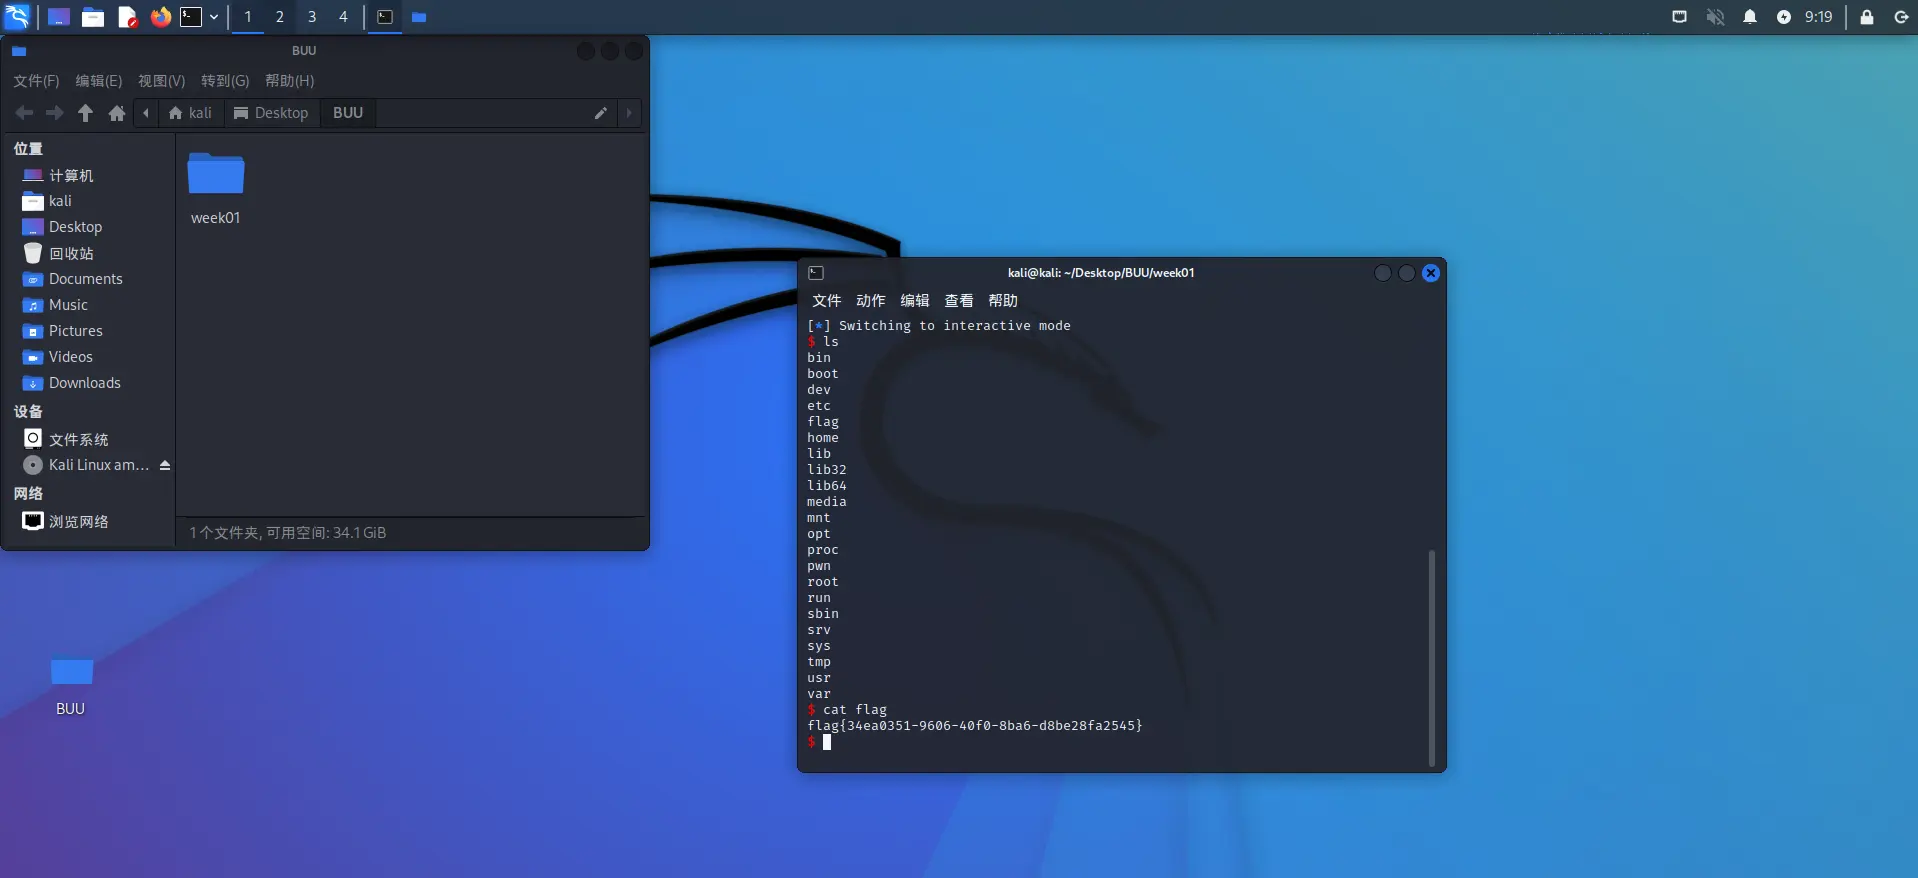 1 2 3 4
9:19
BUU
文件(F) 编辑(E) 视图(V) 转到(G) 帮助(H)
kali Desktop BUU
位置
计算机
kali
Desktop
回收站
Documents
Music
Pictures
Videos
Downloads
设备
文件系统
Kali Linux am...
网络
浏览网络
week01
1 个文件夹, 可用空间: 34.1 GiB
BUU
kali@kali: ~/Desktop/BUU/week01
文件 动作 编辑 查看 帮助
[*] Switching to interactive mode
$ ls
bin
boot
dev
etc
flag
home
lib
lib32
lib64
media
mnt
opt
proc
pwn
root
run
sbin
srv
sys
tmp
usr
var
$ cat flag
flag{34ea0351-9606-40f0-8ba6-d8be28fa2545}
$